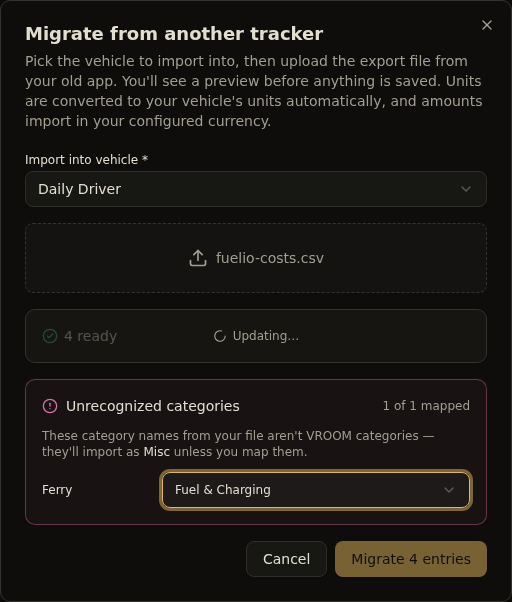 Migrate from another tracker
Pick the vehicle to import into, then upload the export file from
your old app. You'll see a preview before anything is saved. Units
are converted to your vehicle's units automatically, and amounts
import in your configured currency.
Import into vehicle *
Daily Driver
fuelio-costs.csv
4 ready
Updating...
Unrecognized categories
1 of 1 mapped
These category names from your file aren't VROOM categories —
they'll import as Misc unless you map them.
Ferry
Fuel & Charging
Cancel
Migrate 4 entries